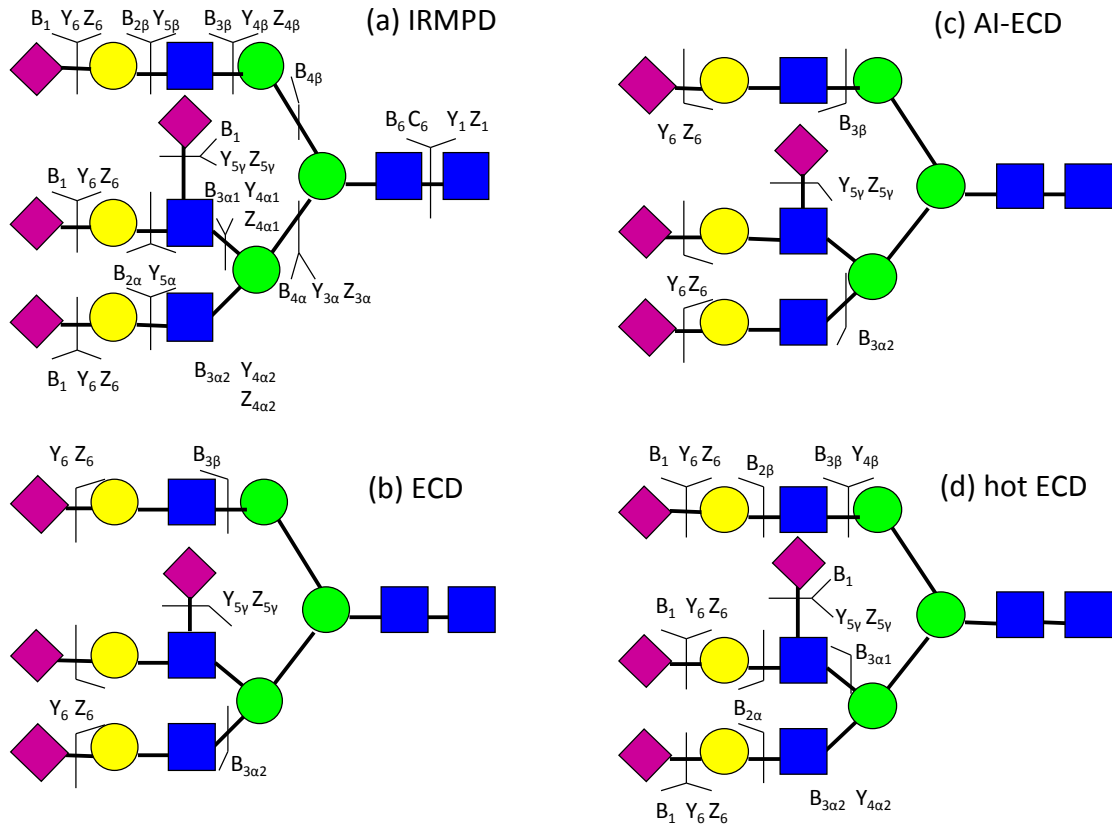 (a) IRMPD
B₁ Y₆ Z₆ B₂β Y₅β B₃β Y₄β Z₄β
B₄β
B₁
Y₅γ Z₅γ
B₆ C₆ Y₁ Z₁
B₁ Y₆ Z₆
B₃α₁ Y₄α₁
Z₄α₁
B₂α Y₅α
B₄α Y₃α Z₃α
B₁ Y₆ Z₆
B₃α₂ Y₄α₂
Z₄α₂
(c) AI-ECD
Y₆ Z₆
B₃β
Y₅γ Z₅γ
Y₆ Z₆
B₃α₂
(b) ECD
Y₆ Z₆
B₃β
Y₅γ Z₅γ
Y₆ Z₆
B₃α₂
(d) hot ECD
B₁ Y₆ Z₆ B₂β B₃β Y₄β
B₁
Y₅γ Z₅γ
B₁ Y₆ Z₆
B₃α₁
B₂α
B₃α₂ Y₄α₂
B₁ Y₆ Z₆